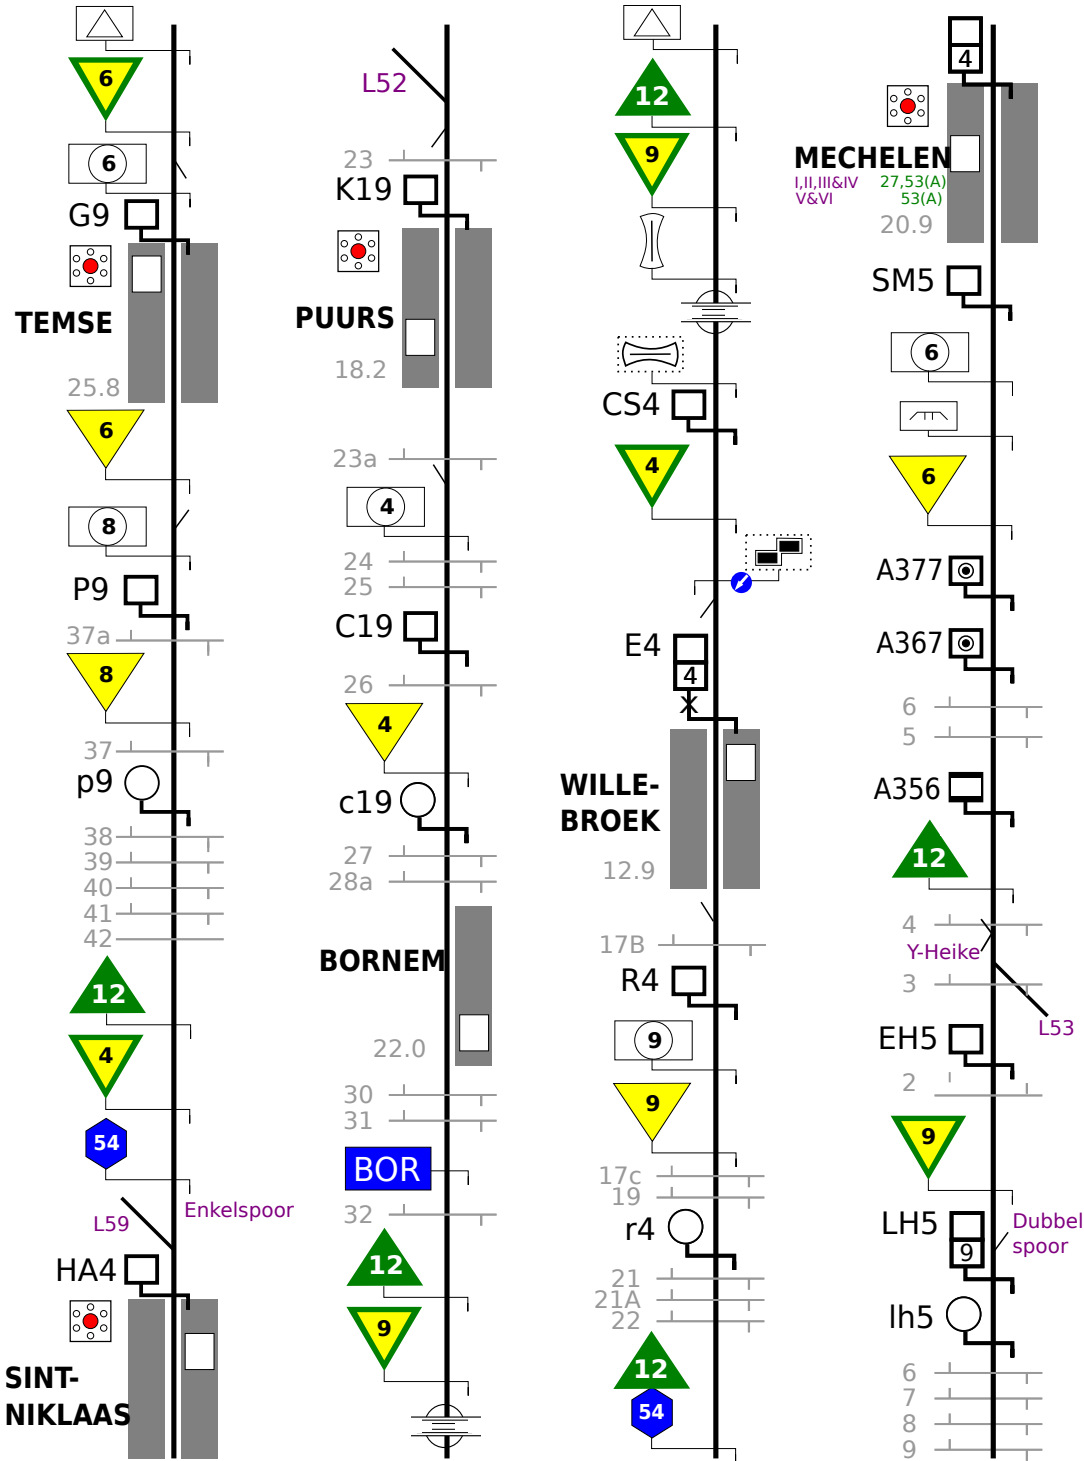 6
6
G9
TEMSE
25.8
6
8
P9
37a
8
37
p9
38
39
40
41
42
12
4
54
Enkelspoor
L59
HA4
SINT-
NIKLAAS
L52
23
K19
PUURS
18.2
23a
4
24
25
C19
26
4
c19
27
28a
BORNEM
22.0
30
31
BOR
32
12
9
12
9
CS4
4
E4
4
X
WILLE-
BROEK
12.9
17B
R4
9
9
17c
19
r4
21
21A
22
12
54
4
MECHELEN
I,II,III&IV 27,53(A)
V&VI 53(A)
20.9
SM5
6
6
A377
A367
6
5
A356
12
4
Y-Heike
3
L53
EH5
2
9
LH5
9
Dubbel
spoor
lh5
6
7
8
9